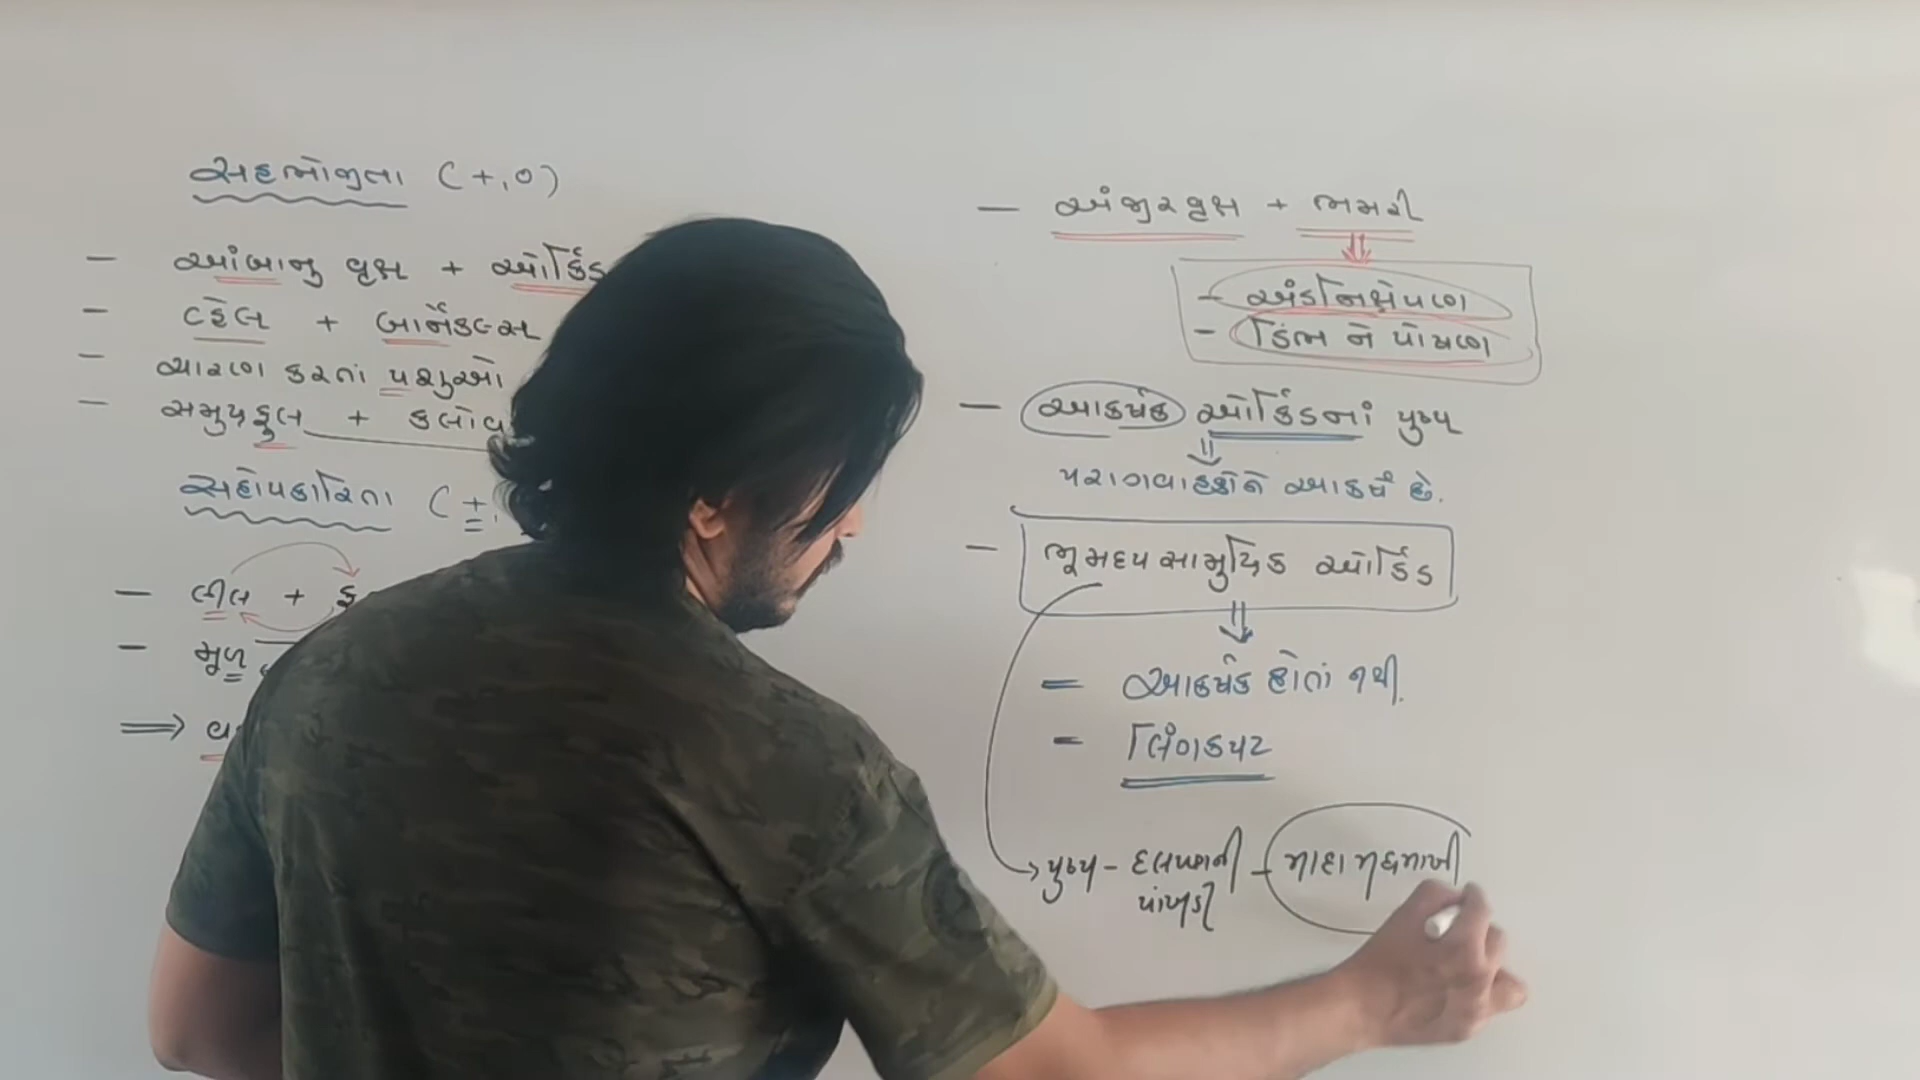 સહભોજીતા (+,0)
- આંબાનુ વૃક્ષ + ઓર્કિડ
- વ્હેલ + બાર્નેકલ્સ
- ચારણ કરતાં પશુઓ
- સમુદ્રફુલ + કલોવ
સહોપકારિતા (+,
- લીલ + ફ
- મૂળ
⇒ વ
- અંજીરવૃક્ષ + ભમરી
- અંડનિક્ષેપણ
- ડિંભ ને પોષણ
- આકર્ષક ઓર્કિડનાં પુષ્પ
પરાગવાહકોને આકર્ષે છે.
- ભૂમધ્ય સામુદ્રિક ઓર્કિડ
- આકર્ષક હોતાં નથી.
- લિંગકપટ
→ પુષ્પ - દલપત્રની - માદા મધમાખી
પાંખડી